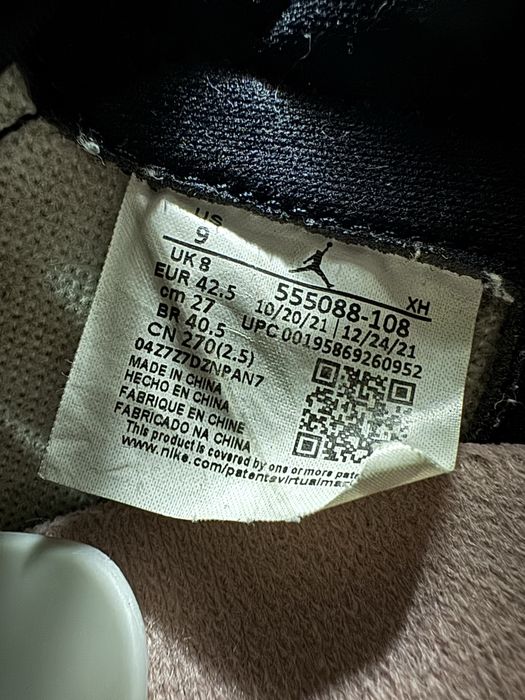 US
9
UK 8
EUR 42.5
cm 27
BR 40.5
CN 270(2.5)
XH
555088-108
10/20/21 | 12/24/21
UPC 00195869260952
04Z7Z7DZNPAN7
MADE IN CHINA
HECHO EN CHINA
FABRIQUE EN CHINE
FABRICADO NA CHINA
This product is covered by one or more pate
www.nike.com/patentsvirtualmar